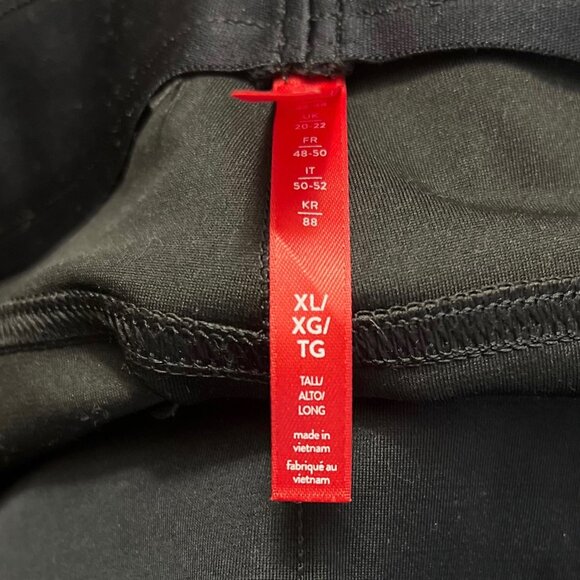 UK
20-22
FR
48-50
IT
50-52
KR
88
XL/
XG/
TG
TALL/
ALTO/
LONG
made in
vietnam
fabriqué au
vietnam